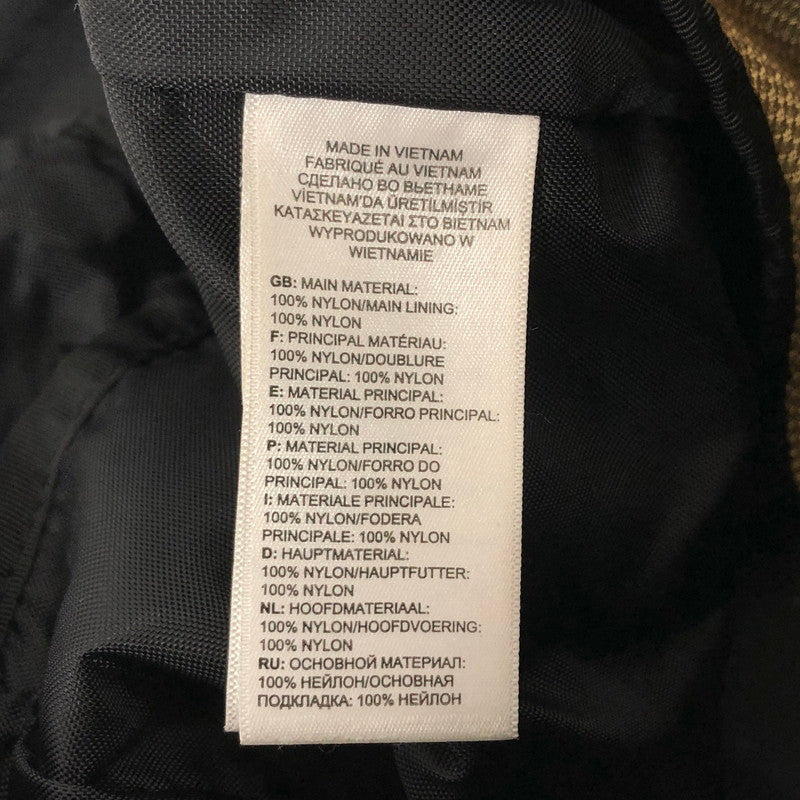 MADE IN VIETNAM
FABRIQUÉ AU VIETNAM
СДЕЛАНО ВО ВЬЕТНАМЕ
VİETNAM'DA ÜRETİLMİŞTİR
ΚΑΤΑΣΚΕΥΑΖΕΤΑΙ ΣΤΟ ΒΙΕΤΝΑΜ
WYPRODUKOWANO W
WIETNAMIE
GB: MAIN MATERIAL:
100% NYLON/MAIN LINING:
100% NYLON
F: PRINCIPAL MATÉRIAU:
100% NYLON/DOUBLURE
PRINCIPAL: 100% NYLON
E: MATERIAL PRINCIPAL:
100% NYLON/FORRO PRINCIPAL:
100% NYLON
P: MATERIAL PRINCIPAL:
100% NYLON/FORRO DO
PRINCIPAL: 100% NYLON
I: MATERIALE PRINCIPALE:
100% NYLON/FODERA
PRINCIPALE: 100% NYLON
D: HAUPTMATERIAL:
100% NYLON/HAUPTFUTTER:
100% NYLON
NL: HOOFDMATERIAAL:
100% NYLON/HOOFDVOERING:
100% NYLON
RU: ОСНОВНОЙ МАТЕРИАЛ:
100% НЕЙЛОН/ОСНОВНАЯ
ПОДКЛАДКА: 100% НЕЙЛОН